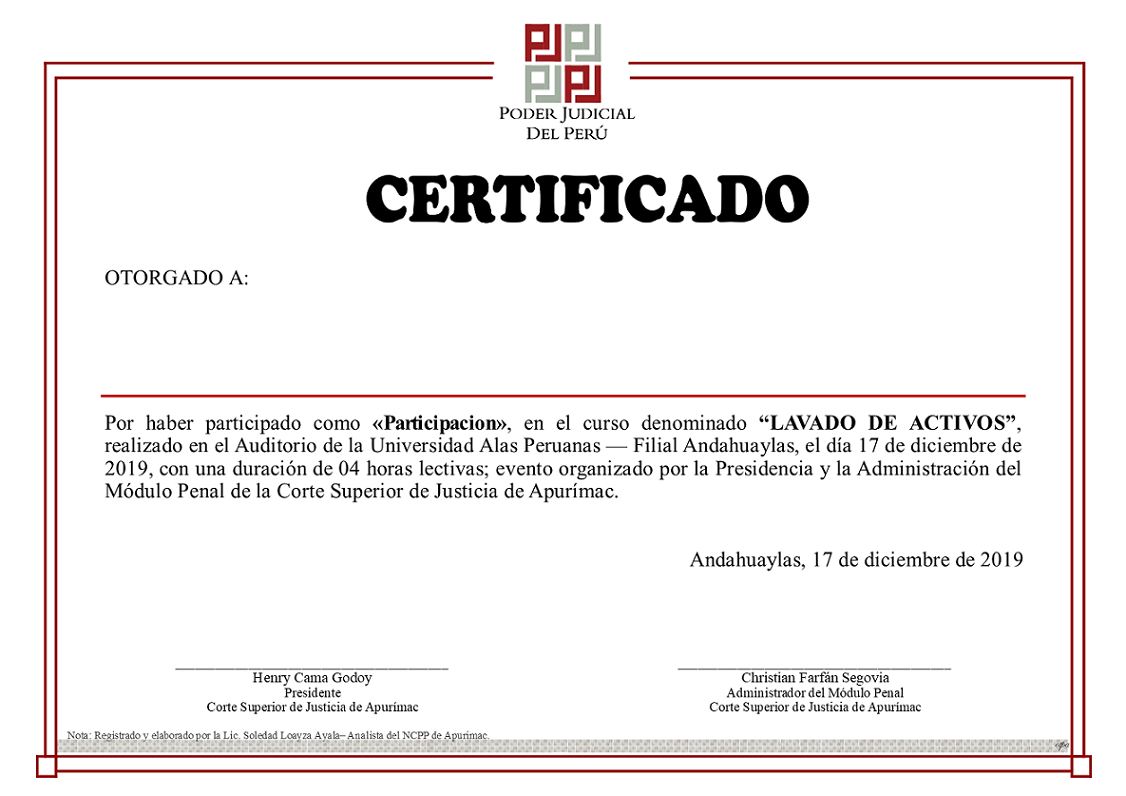 PODER JUDICIAL
DEL PERÚ
CERTIFICADO
OTORGADO A:
Por haber participado como «Participacion», en el curso denominado “LAVADO DE ACTIVOS”,
realizado en el Auditorio de la Universidad Alas Peruanas — Filial Andahuaylas, el día 17 de diciembre de
2019, con una duración de 04 horas lectivas; evento organizado por la Presidencia y la Administración del
Módulo Penal de la Corte Superior de Justicia de Apurímac.
Andahuaylas, 17 de diciembre de 2019
Henry Cama Godoy
Presidente
Corte Superior de Justicia de Apurímac
Christian Farfán Segovia
Administrador del Módulo Penal
Corte Superior de Justicia de Apurímac
Nota: Registrado y elaborado por la Lic. Soledad Loayza Ayala–Analista del NCPP de Apurímac.